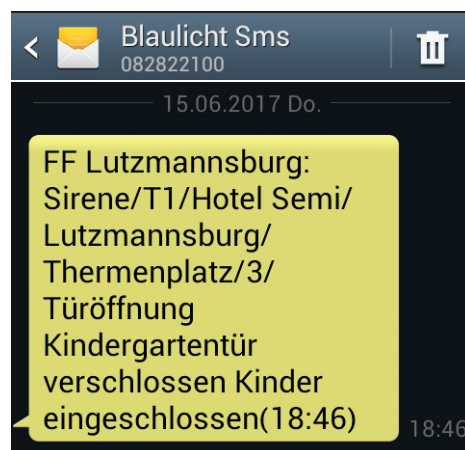 Blaulicht Sms
082822100
15.06.2017 Do.
FF Lutzmannsburg:
Sirene/T1/Hotel Semi/
Lutzmannsburg/
Thermenplatz/3/
Türöffnung
Kindergartentür
verschlossen Kinder
eingeschlossen(18:46)
18:46